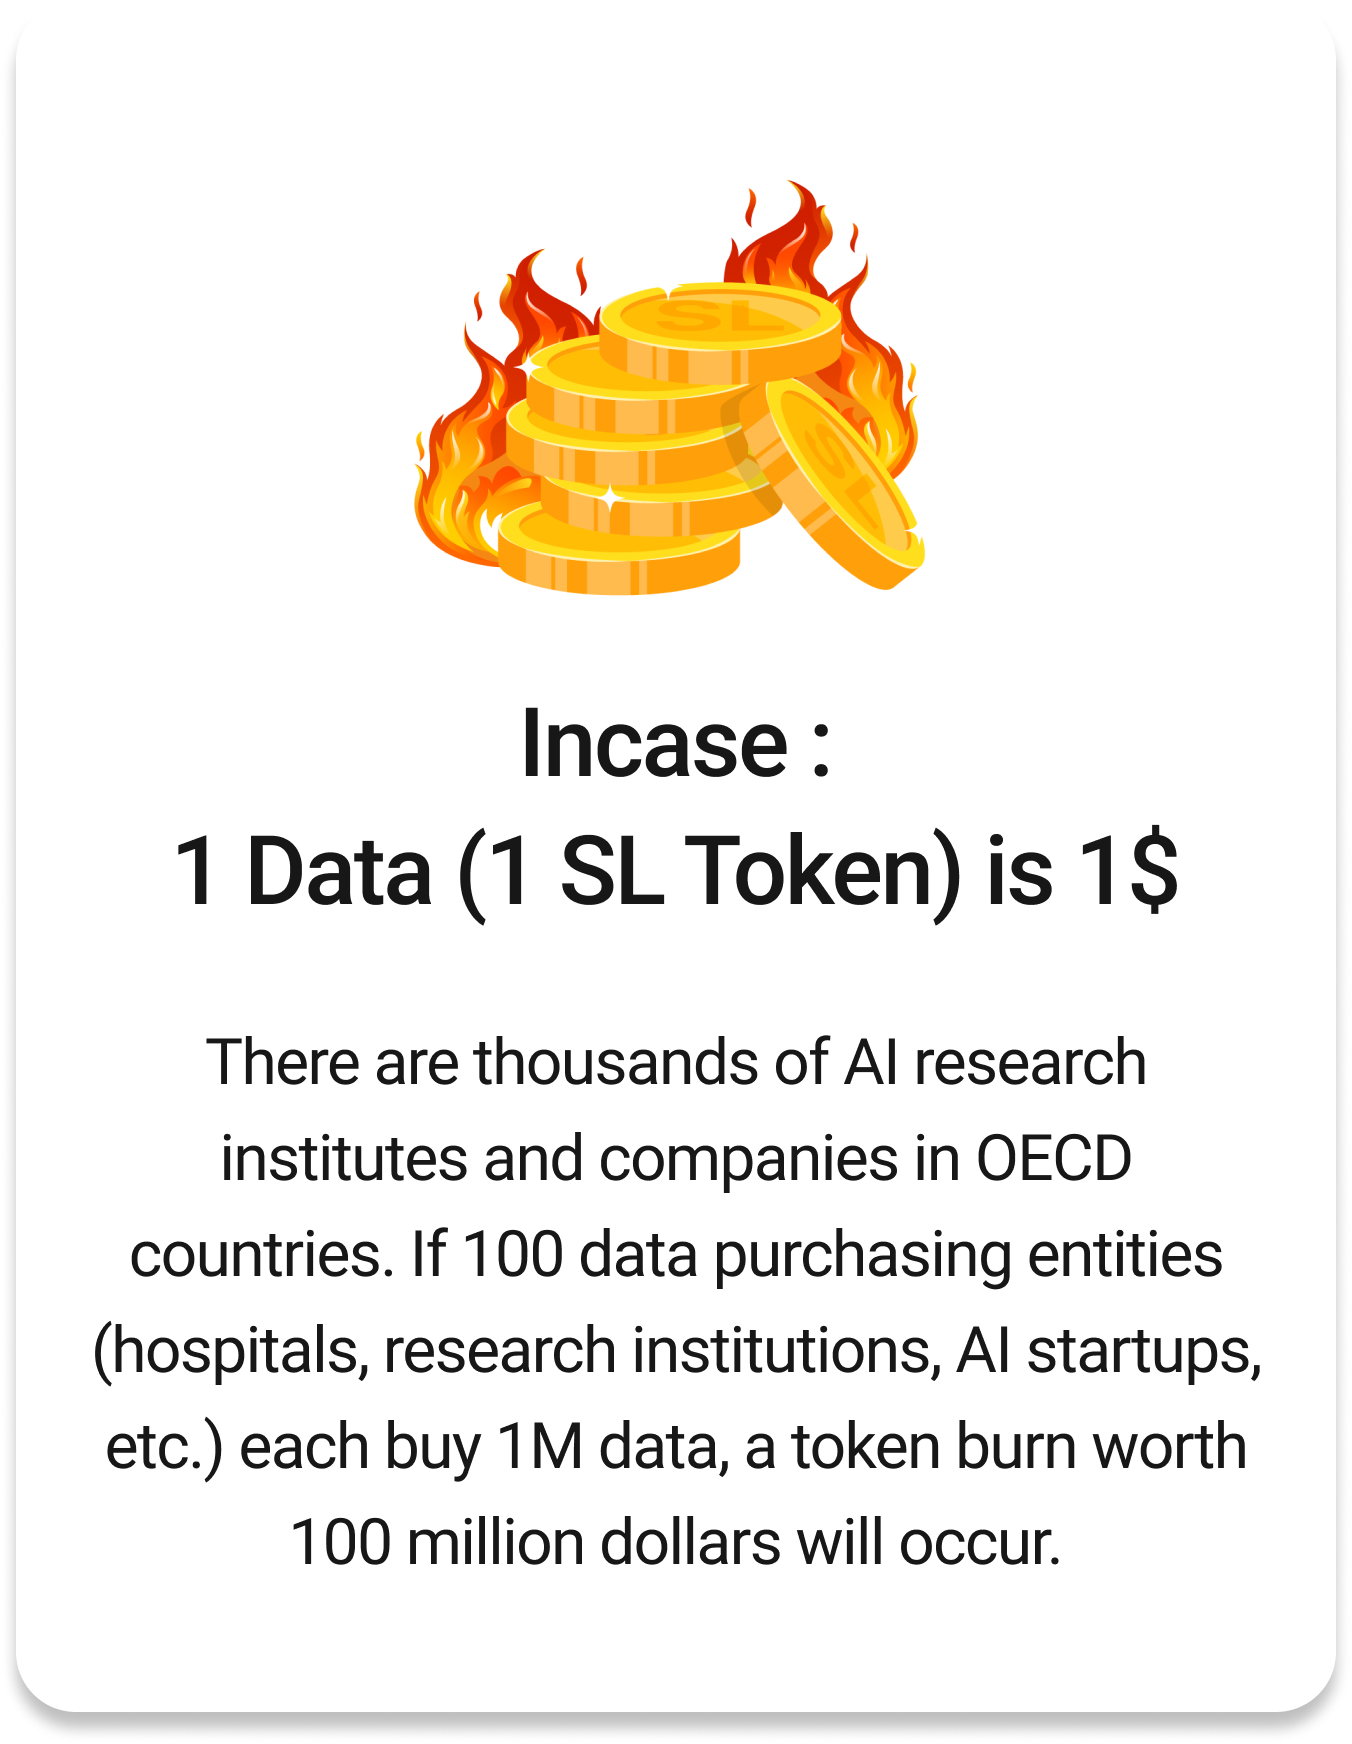 SL
SL
Incase :
1 Data (1 SL Token) is 1$
There are thousands of AI research
institutes and companies in OECD
countries. If 100 data purchasing entities
(hospitals, research institutions, AI startups,
etc.) each buy 1M data, a token burn worth
100 million dollars will occur.